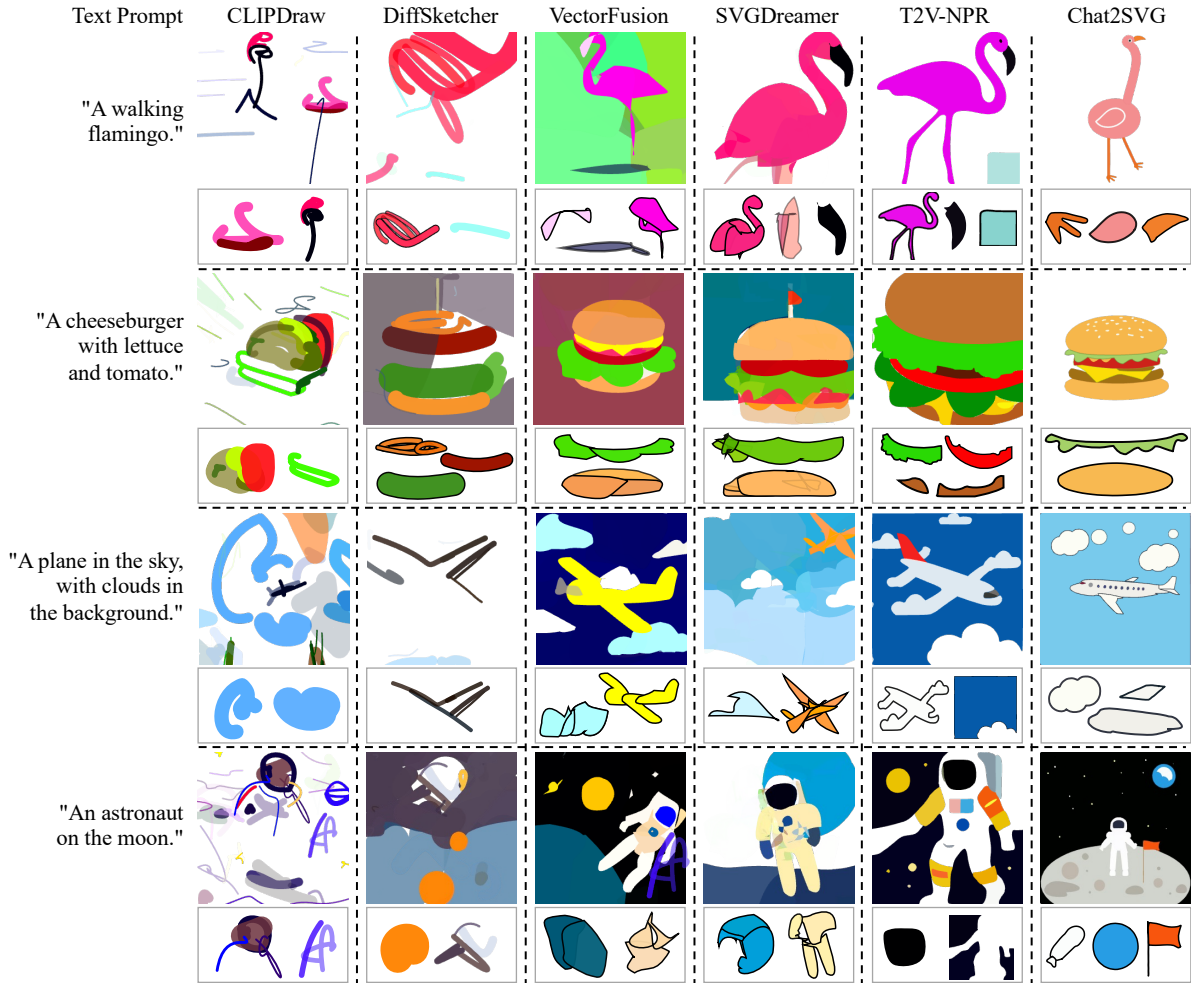 Text Prompt
CLIPDraw
DiffSketcher
VectorFusion
SVGDreamer
T2V-NPR
Chat2SVG
"A walking
flamingo."
"A cheeseburger
with lettuce
and tomato."
"A plane in the sky,
with clouds in
the background."
"An astronaut
on the moon."